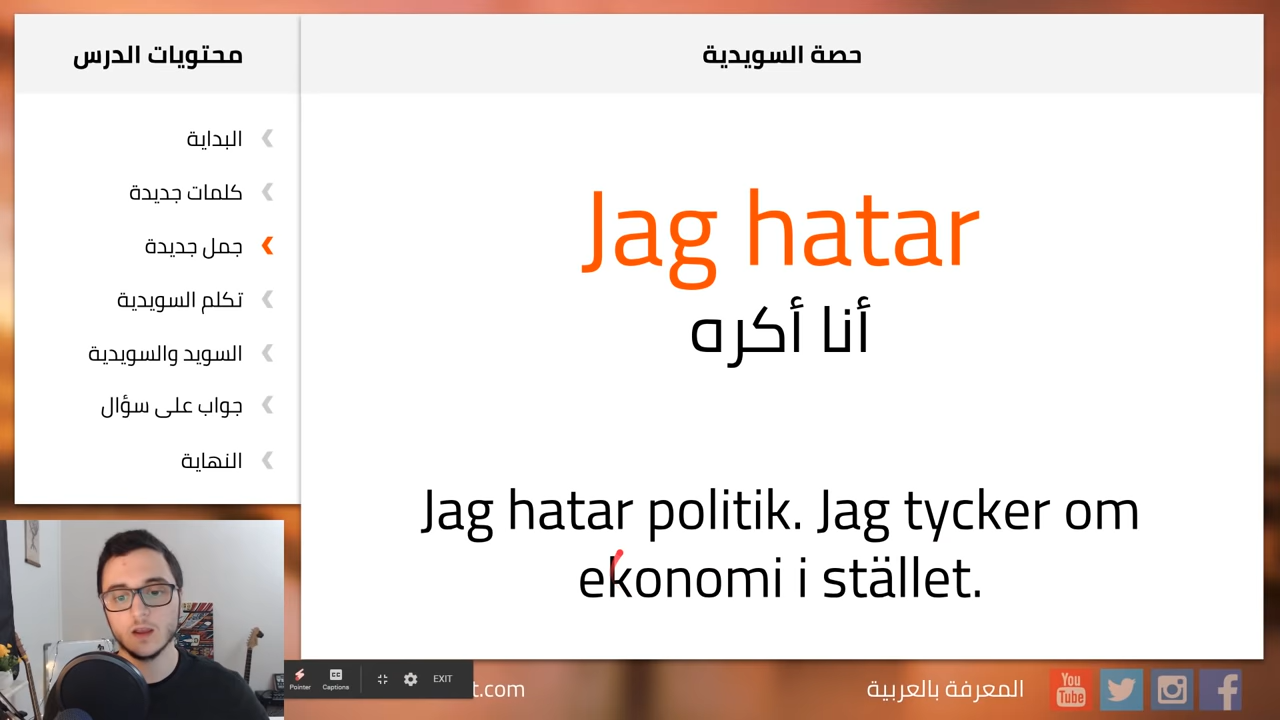 حصة السويدية
محتويات الدرس
البداية
كلمات جديدة
جمل جديدة
تكلم السويدية
السويد والسويدية
جواب على سؤال
النهاية
Jag hatar
أنا أكره
Jag hatar politik. Jag tycker om
ekonomi i stället.
Pointer
Captions
EXIT
t.com
المعرفة بالعربية
You
Tube